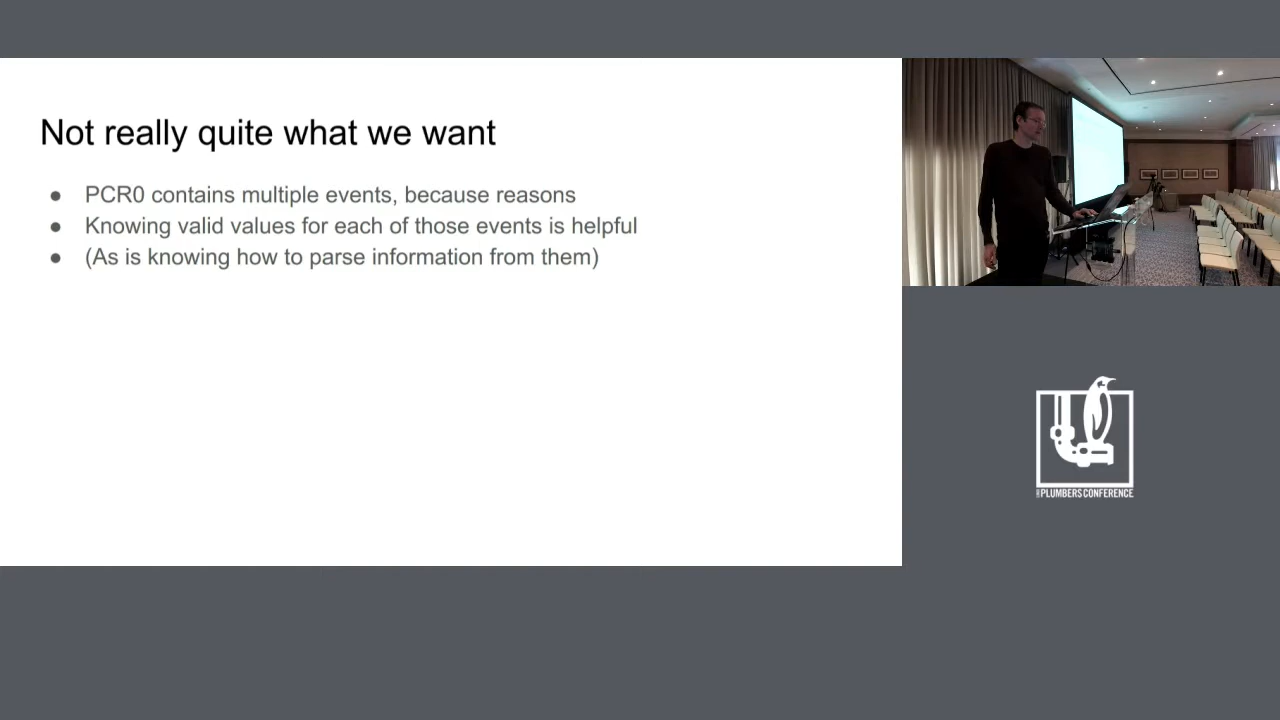 Not really quite what we want
● PCR0 contains multiple events, because reasons
● Knowing valid values for each of those events is helpful
● (As is knowing how to parse information from them)
PLUMBERS CONFERENCE